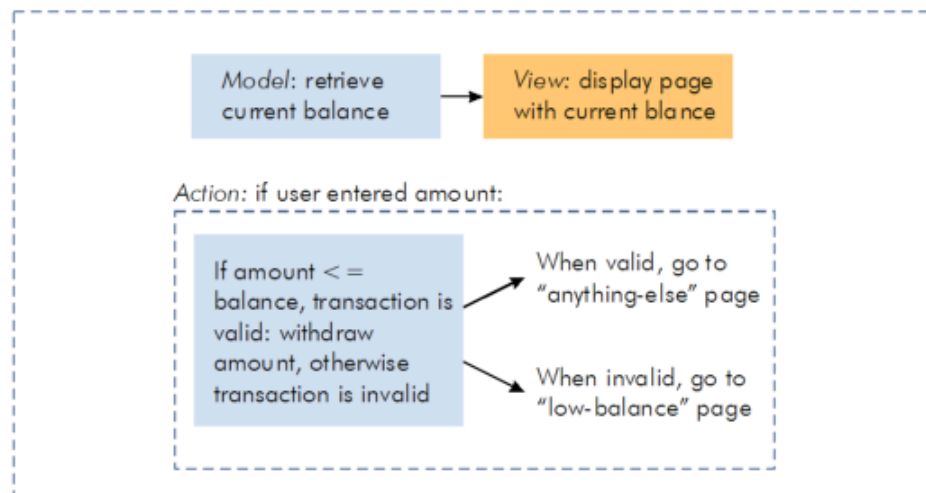 Model: retrieve
current balance
View: display page
with current blance
Action: if user entered amount:
If amount < =
balance, transaction is
valid: withdraw
amount, otherwise
transaction is invalid
When valid, go to
“anything-else” page
When invalid, go to
“low-balance” page